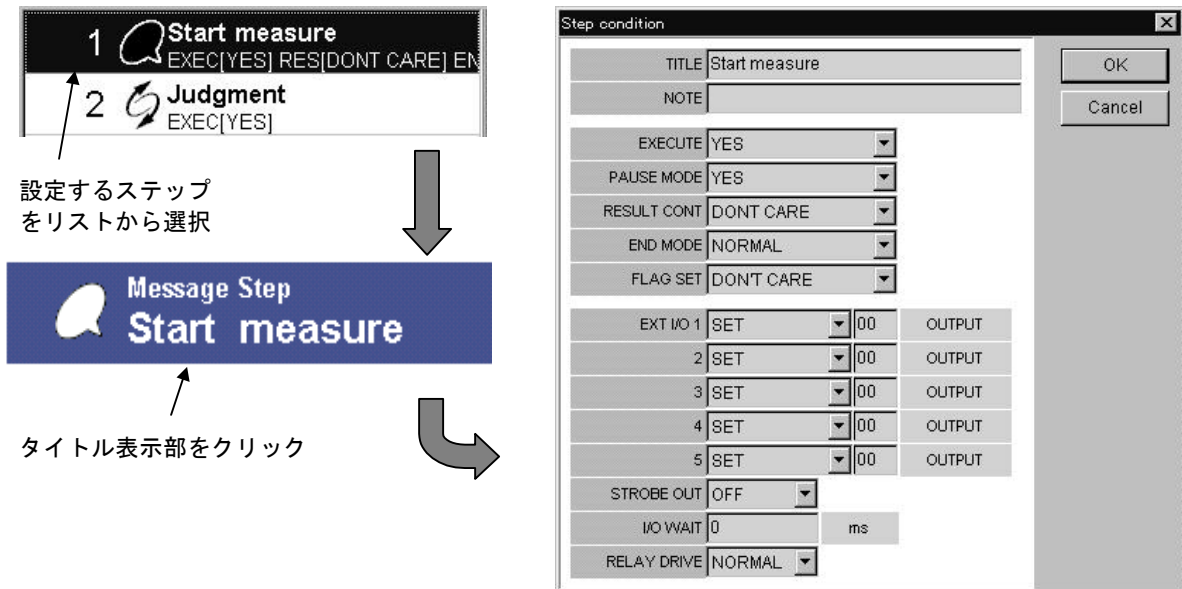 1 Start measure
EXEC[YES] RES[DONT CARE] EN
2 Judgment
EXEC[YES]
設定するステップ
をリストから選択
Message Step
Start measure
タイトル表示部をクリック
Step condition
TITLE Start measure
OK
NOTE
Cancel
EXECUTE YES
PAUSE MODE YES
RESULT CONT DONT CARE
END MODE NORMAL
FLAG SET DON'T CARE
EXT I/O 1 SET 00 OUTPUT
2 SET 00 OUTPUT
3 SET 00 OUTPUT
4 SET 00 OUTPUT
5 SET 00 OUTPUT
STROBE OUT OFF
I/O WAIT 0 ms
RELAY DRIVE NORMAL